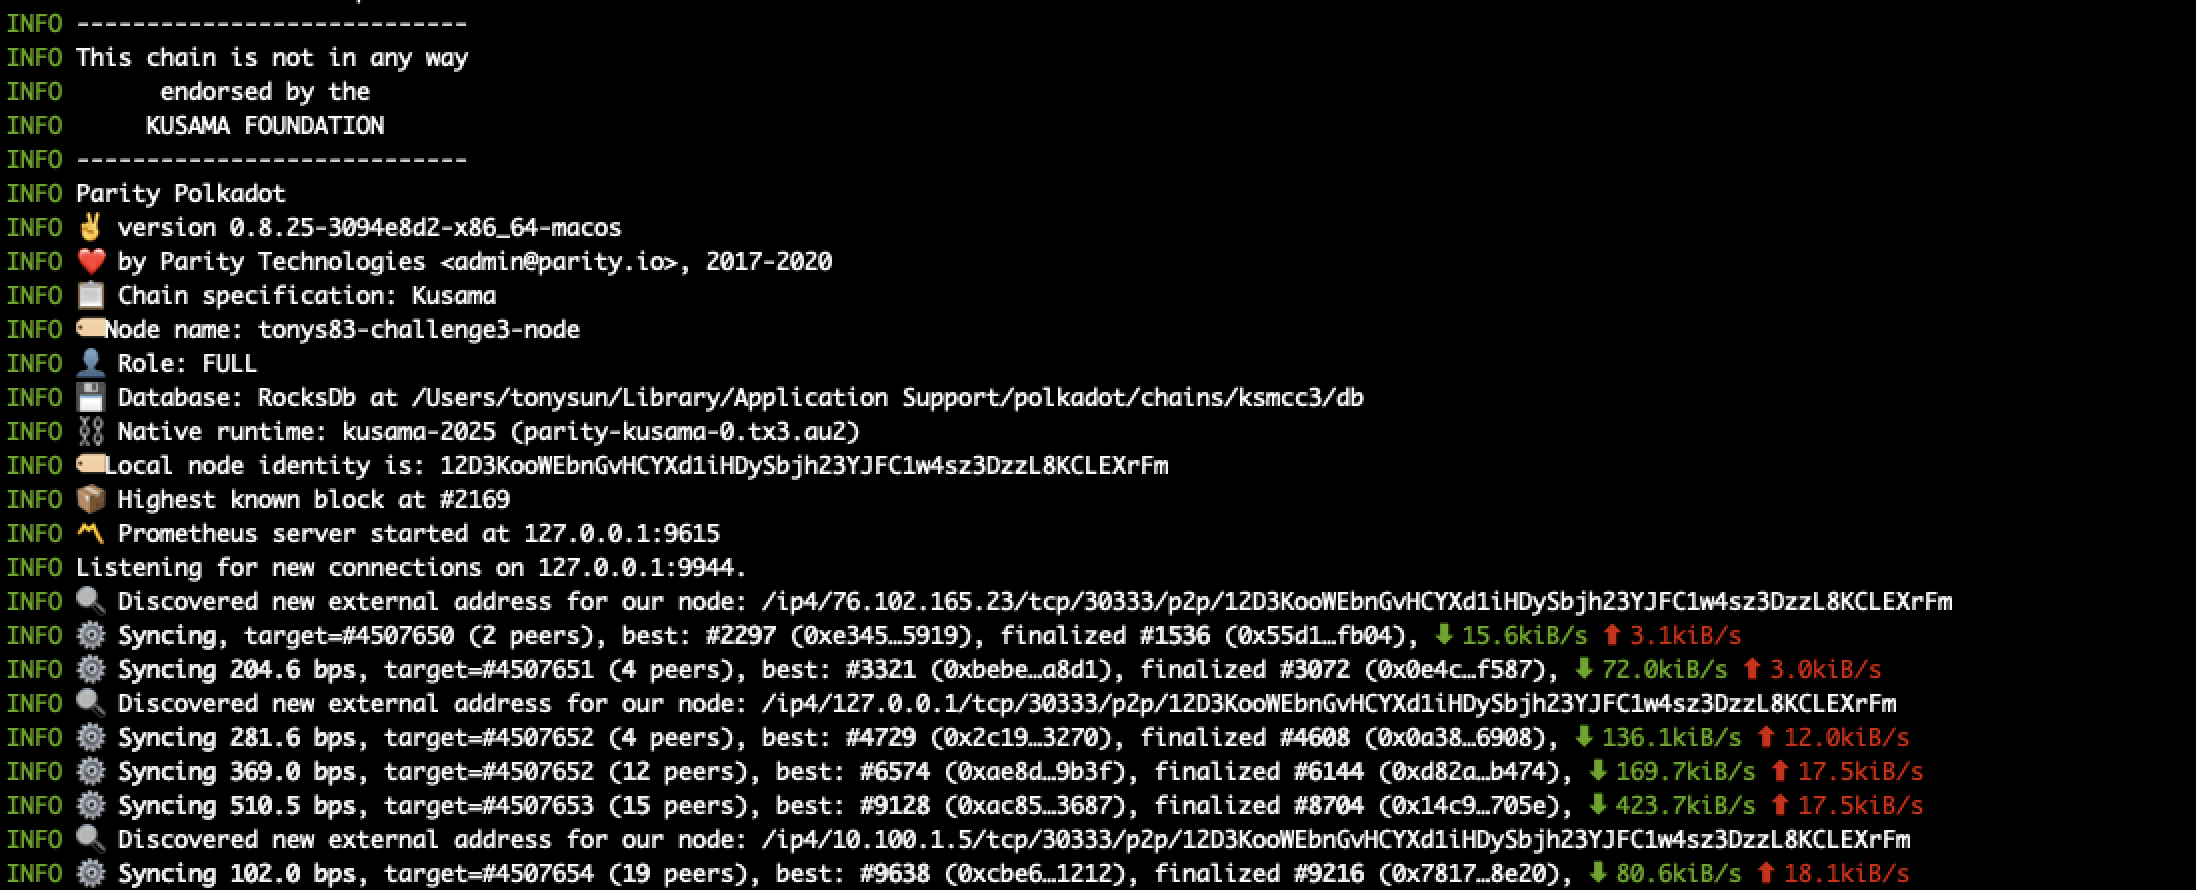 INFO ----------------------------
INFO This chain is not in any way
INFO       endorsed by the
INFO      KUSAMA FOUNDATION
INFO ----------------------------
INFO Parity Polkadot
INFO ✌️ version 0.8.25-3094e8d2-x86_64-macos
INFO ❤️ by Parity Technologies <admin@parity.io>, 2017-2020
INFO 📋 Chain specification: Kusama
INFO 🏷 Node name: tonys83-challenge3-node
INFO 👤 Role: FULL
INFO 💾 Database: RocksDb at /Users/tonysun/Library/Application Support/polkadot/chains/ksmcc3/db
INFO ⛓ Native runtime: kusama-2025 (parity-kusama-0.tx3.au2)
INFO 🏷 Local node identity is: 12D3KooWEbnGvHCYXd1iHDySbjh23YJFC1w4sz3DzzL8KCLEXrFm
INFO 📦 Highest known block at #2169
INFO 〽️ Prometheus server started at 127.0.0.1:9615
INFO Listening for new connections on 127.0.0.1:9944.
INFO 🔍 Discovered new external address for our node: /ip4/76.102.165.23/tcp/30333/p2p/12D3KooWEbnGvHCYXd1iHDySbjh23YJFC1w4sz3DzzL8KCLEXrFm
INFO ⚙️ Syncing, target=#4507650 (2 peers), best: #2297 (0xe345…5919), finalized #1536 (0x55d1…fb04), ⬇ 15.6kiB/s ⬆ 3.1kiB/s
INFO ⚙️ Syncing 204.6 bps, target=#4507651 (4 peers), best: #3321 (0xbebe…a8d1), finalized #3072 (0x0e4c…f587), ⬇ 72.0kiB/s ⬆ 3.0kiB/s
INFO 🔍 Discovered new external address for our node: /ip4/127.0.0.1/tcp/30333/p2p/12D3KooWEbnGvHCYXd1iHDySbjh23YJFC1w4sz3DzzL8KCLEXrFm
INFO ⚙️ Syncing 281.6 bps, target=#4507652 (4 peers), best: #4729 (0x2c19…3270), finalized #4608 (0x0a38…6908), ⬇ 136.1kiB/s ⬆ 12.0kiB/s
INFO ⚙️ Syncing 369.0 bps, target=#4507652 (12 peers), best: #6574 (0xae8d…9b3f), finalized #6144 (0xd82a…b474), ⬇ 169.7kiB/s ⬆ 17.5kiB/s
INFO ⚙️ Syncing 510.5 bps, target=#4507653 (15 peers), best: #9128 (0xac85…3687), finalized #8704 (0x14c9…705e), ⬇ 423.7kiB/s ⬆ 17.5kiB/s
INFO 🔍 Discovered new external address for our node: /ip4/10.100.1.5/tcp/30333/p2p/12D3KooWEbnGvHCYXd1iHDySbjh23YJFC1w4sz3DzzL8KCLEXrFm
INFO ⚙️ Syncing 102.0 bps, target=#4507654 (19 peers), best: #9638 (0xcbe6…1212), finalized #9216 (0x7817…8e20), ⬇ 80.6kiB/s ⬆ 18.1kiB/s